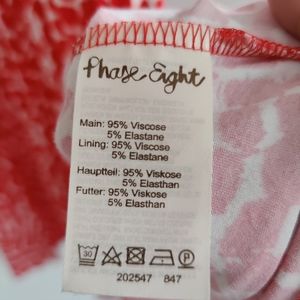 Phase Eight
Main: 95% Viscose
5% Elastane
Lining: 95% Viscose
5% Elastane
Hauptteil: 95% Viskose
5% Elasthan
Futter: 95% Viskose
5% Elasthan
30
P
202547 847